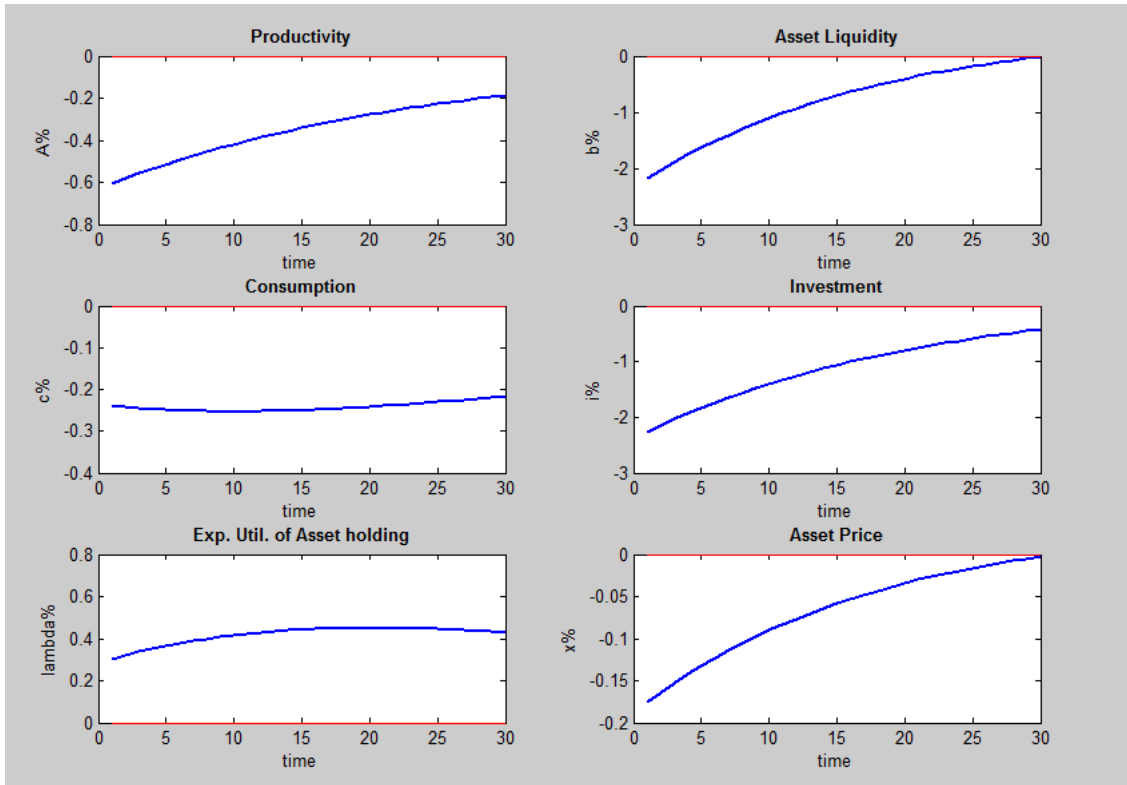 Productivity
0
-0.2
-0.4
-0.6
-0.8
A%
0 5 10 15 20 25 30
time
Asset Liquidity
0
-1
-2
-3
b%
0 5 10 15 20 25 30
time
Consumption
0
-0.1
-0.2
-0.3
-0.4
c%
0 5 10 15 20 25 30
time
Investment
0
-1
-2
-3
i%
0 5 10 15 20 25 30
time
Exp. Util. of Asset holding
0.8
0.6
0.4
0.2
0
lambda%
0 5 10 15 20 25 30
time
Asset Price
0
-0.05
-0.1
-0.15
-0.2
x%
0 5 10 15 20 25 30
time